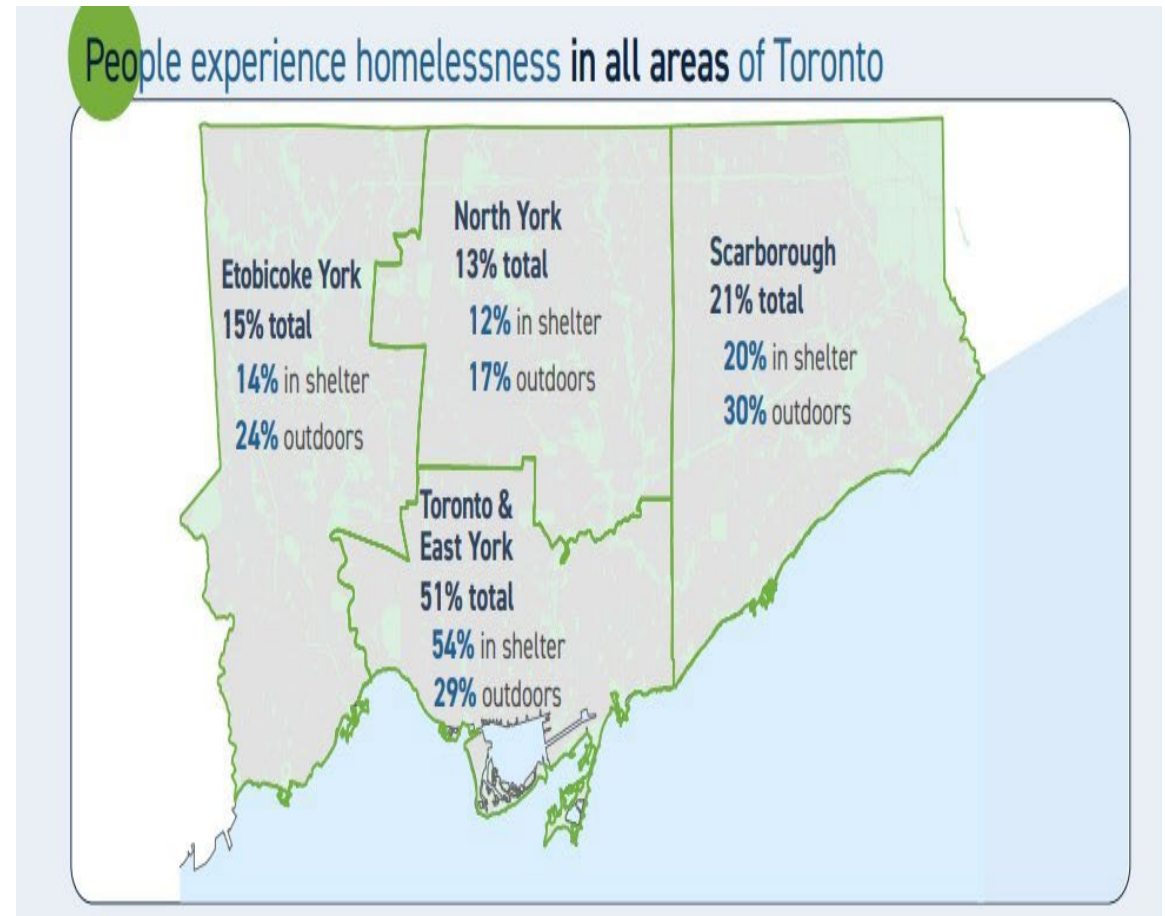 People experience homelessness in all areas of Toronto
Etobicoke York
15% total
14% in shelter
24% outdoors
North York
13% total
12% in shelter
17% outdoors
Scarborough
21% total
20% in shelter
30% outdoors
Toronto &
East York
51% total
54% in shelter
29% outdoors